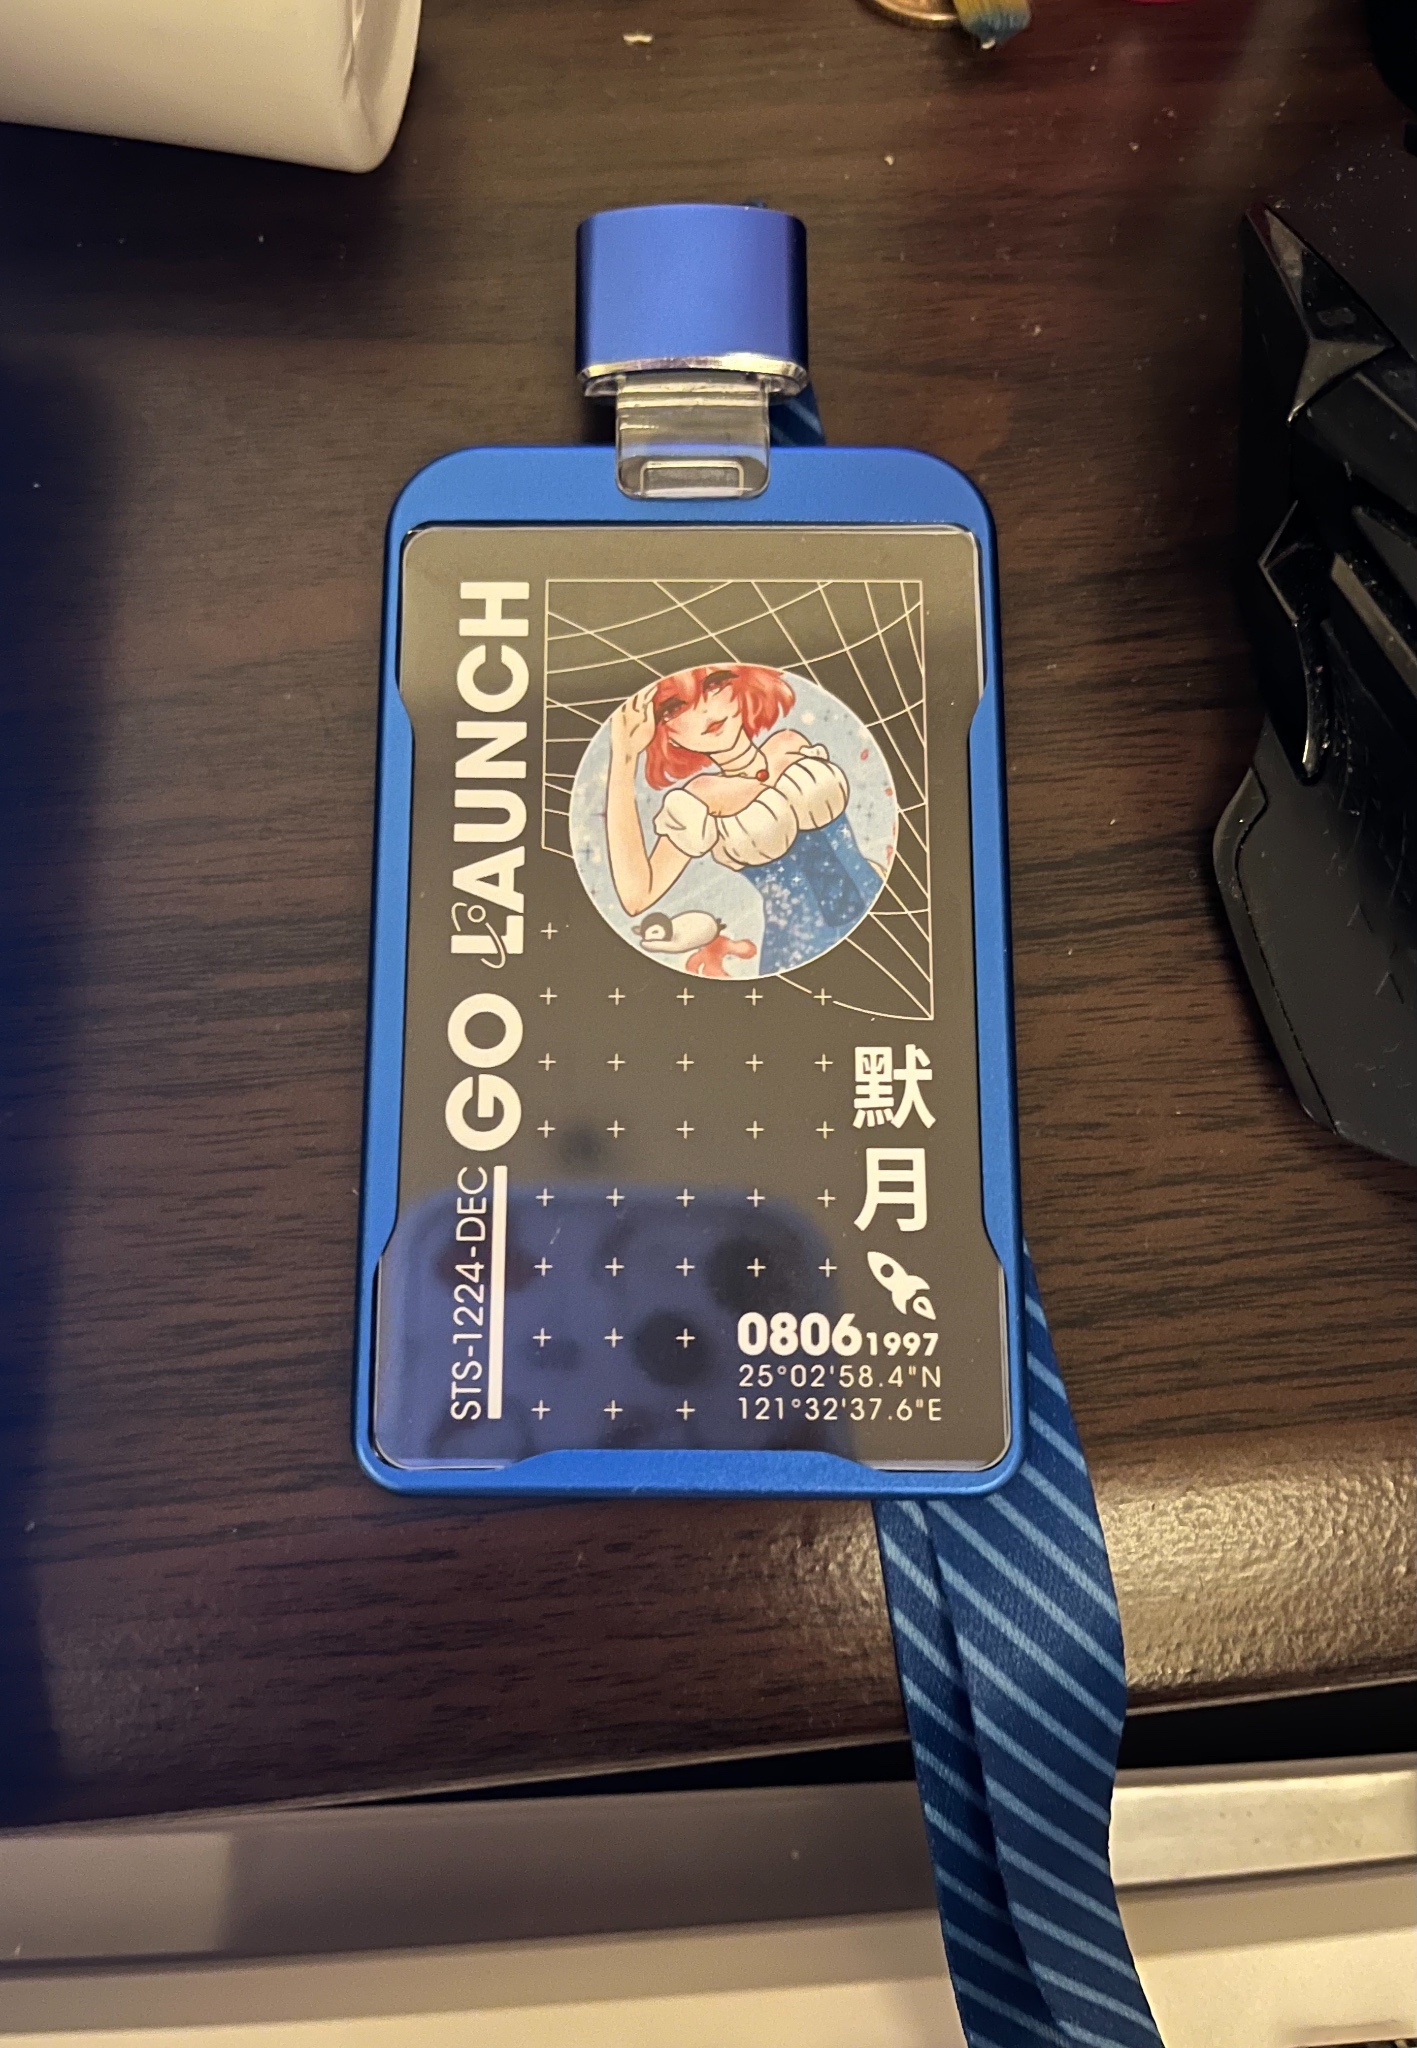 GO LAUNCH
STS-1224-DEC
默月
0806 1997
25°02'58.4"N
121°32'37.6"E